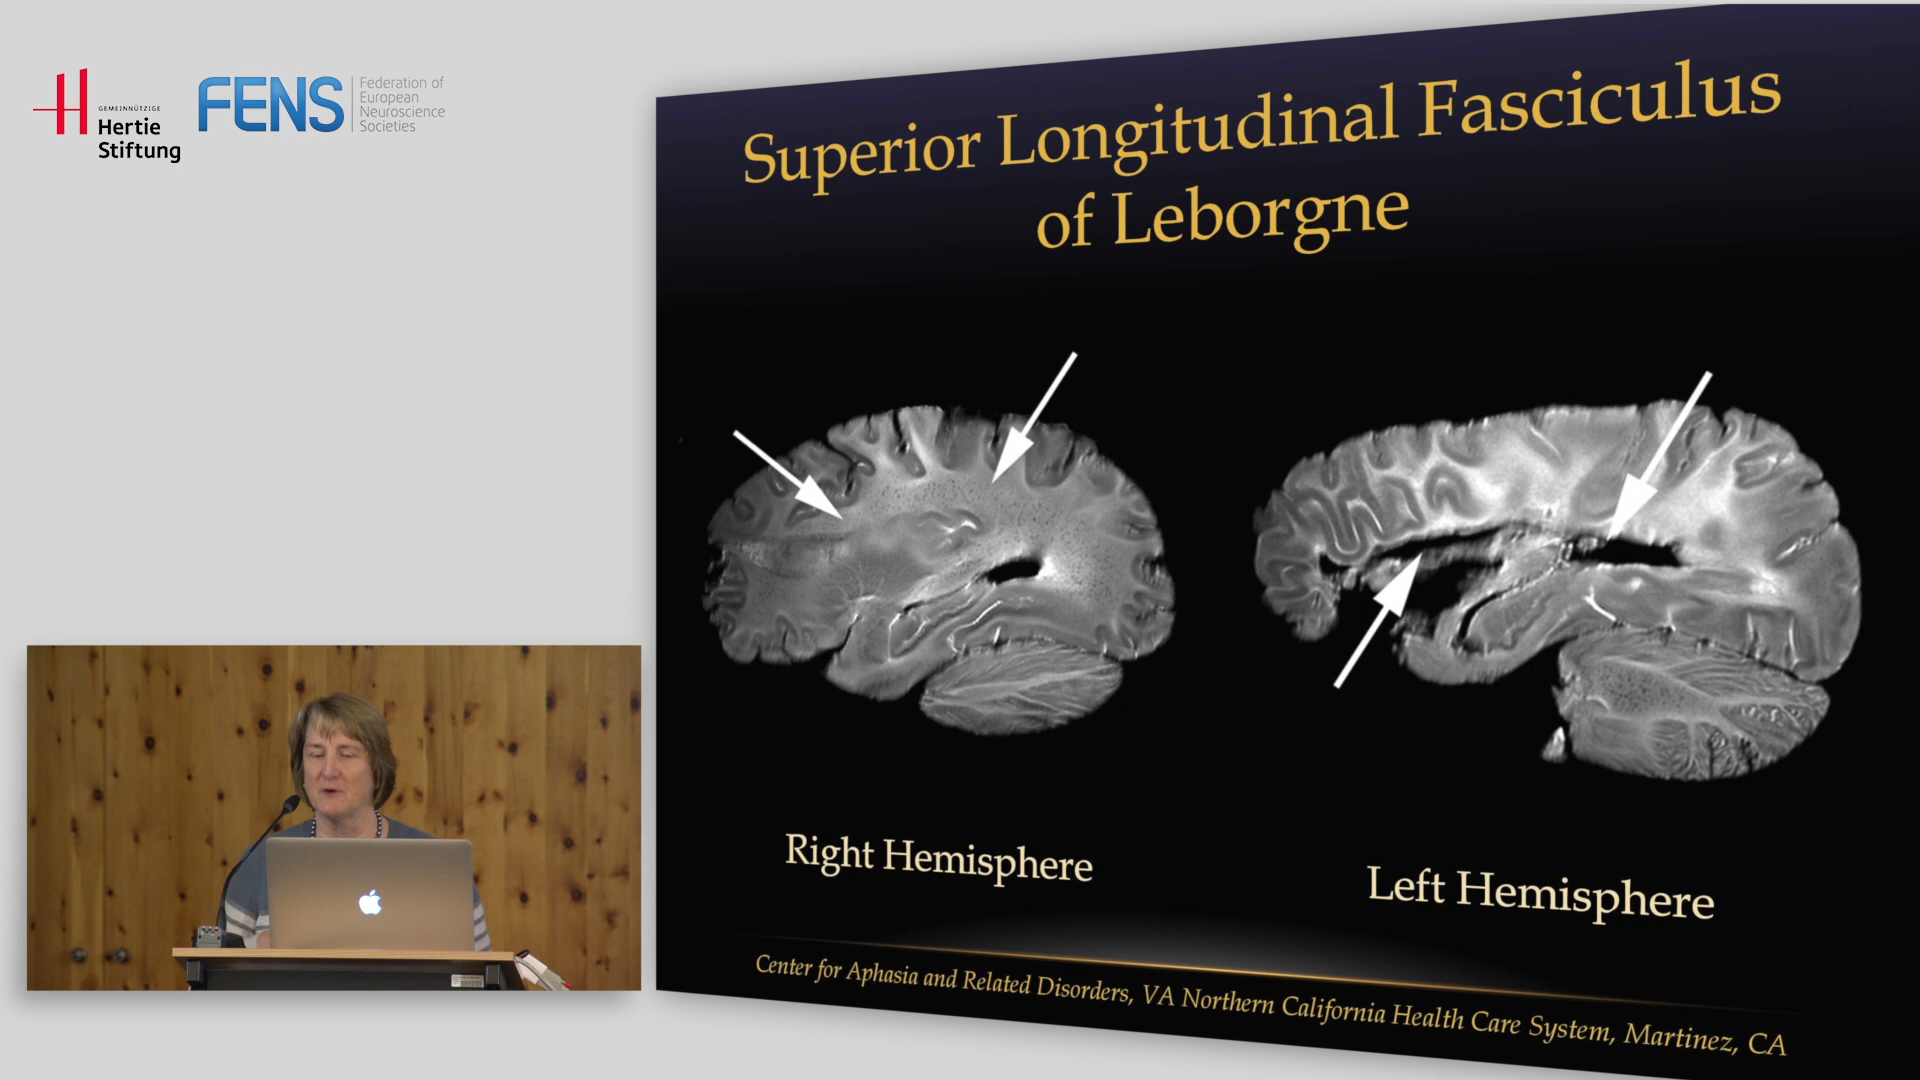 GEMEINNÜTZIGE
Hertie
Stiftung
FENS
Federation of
European
Neuroscience
Societies
Superior Longitudinal Fasciculus
of Leborgne
Right Hemisphere
Left Hemisphere
Center for Aphasia and Related Disorders, VA Northern California Health Care System, Martinez, CA